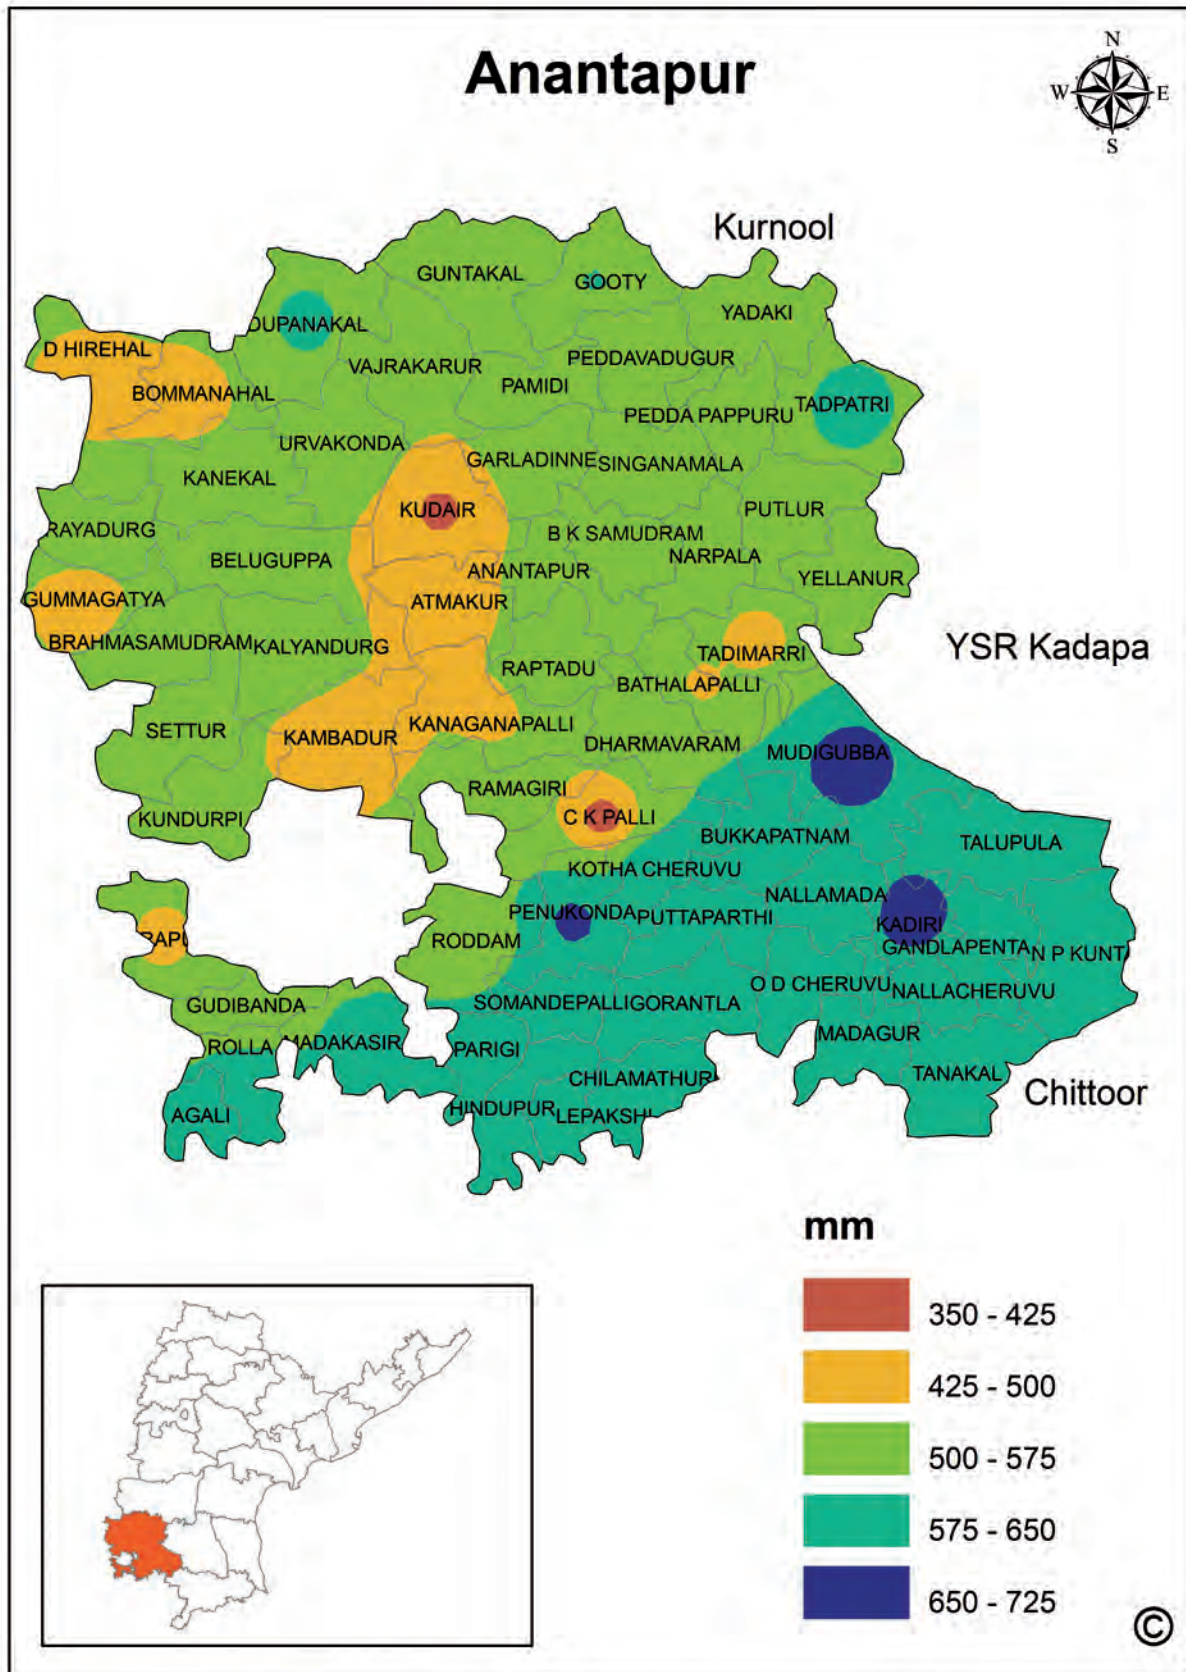 Anantapur
N
W E
S
Kurnool
GUNTAKAL
GOOTY
YADAKI
DUPANAKAL
D HIREHAL
PEDDAVADUGUR
VAJRAKARUR
PAMIDI
BOMMANAHAL
TADPATRI
PEDDA PAPPURU
URVAKONDA
GARLADINNE
SINGANAMALA
KANEKAL
KUDAIR
PUTLUR
RAYADURG
B K SAMUDRAM
NARPALA
BELUGUPPA
ANANTAPUR
YELLANUR
GUMMAGATYA
ATMAKUR
BRAHMASAMUDRAM
KALYANDURG
YSR Kadapa
TADIMARRI
RAPTADU
BATHALAPALLI
SETTUR
KANAGANAPALLI
KAMBADUR
DHARMAVARAM
MUDIGUBBA
RAMAGIRI
C K PALLI
KUNDURPI
BUKKAPATNAM
TALUPULA
KOTHA CHERUVU
NALLAMADA
PENUKONDA
PUTTAPARTHI
KADIRI
RAPU
RODDAM
GANDLAPENTA
N P KUNTA
O D CHERUVU
NALLACHERUVU
GUDIBANDA
SOMANDEPALLI
GORANTLA
MADAGUR
ROLLA
MADAKASIR
PARIGI
TANAKAL
CHILAMATHUR
Chittoor
AGALI
HINDUPUR
LEPAKSHI
mm
350 - 425
425 - 500
500 - 575
575 - 650
650 - 725
©